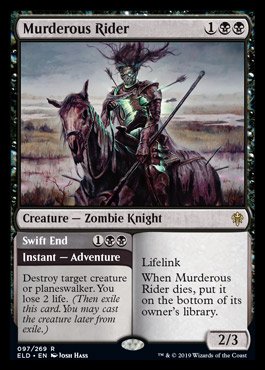 Murderous Rider 1
Creature — Zombie Knight
Swift End 1
Instant — Adventure
Destroy target creature
or planeswalker. You
lose 2 life. (Then exile
this card. You may cast
the creature later from
exile.)
Lifelink
When Murderous
Rider dies, put it
on the bottom of its
owner's library.
2/3
097/269 R
ELD • EN Josh Hass
™ & © 2019 Wizards of the Coast